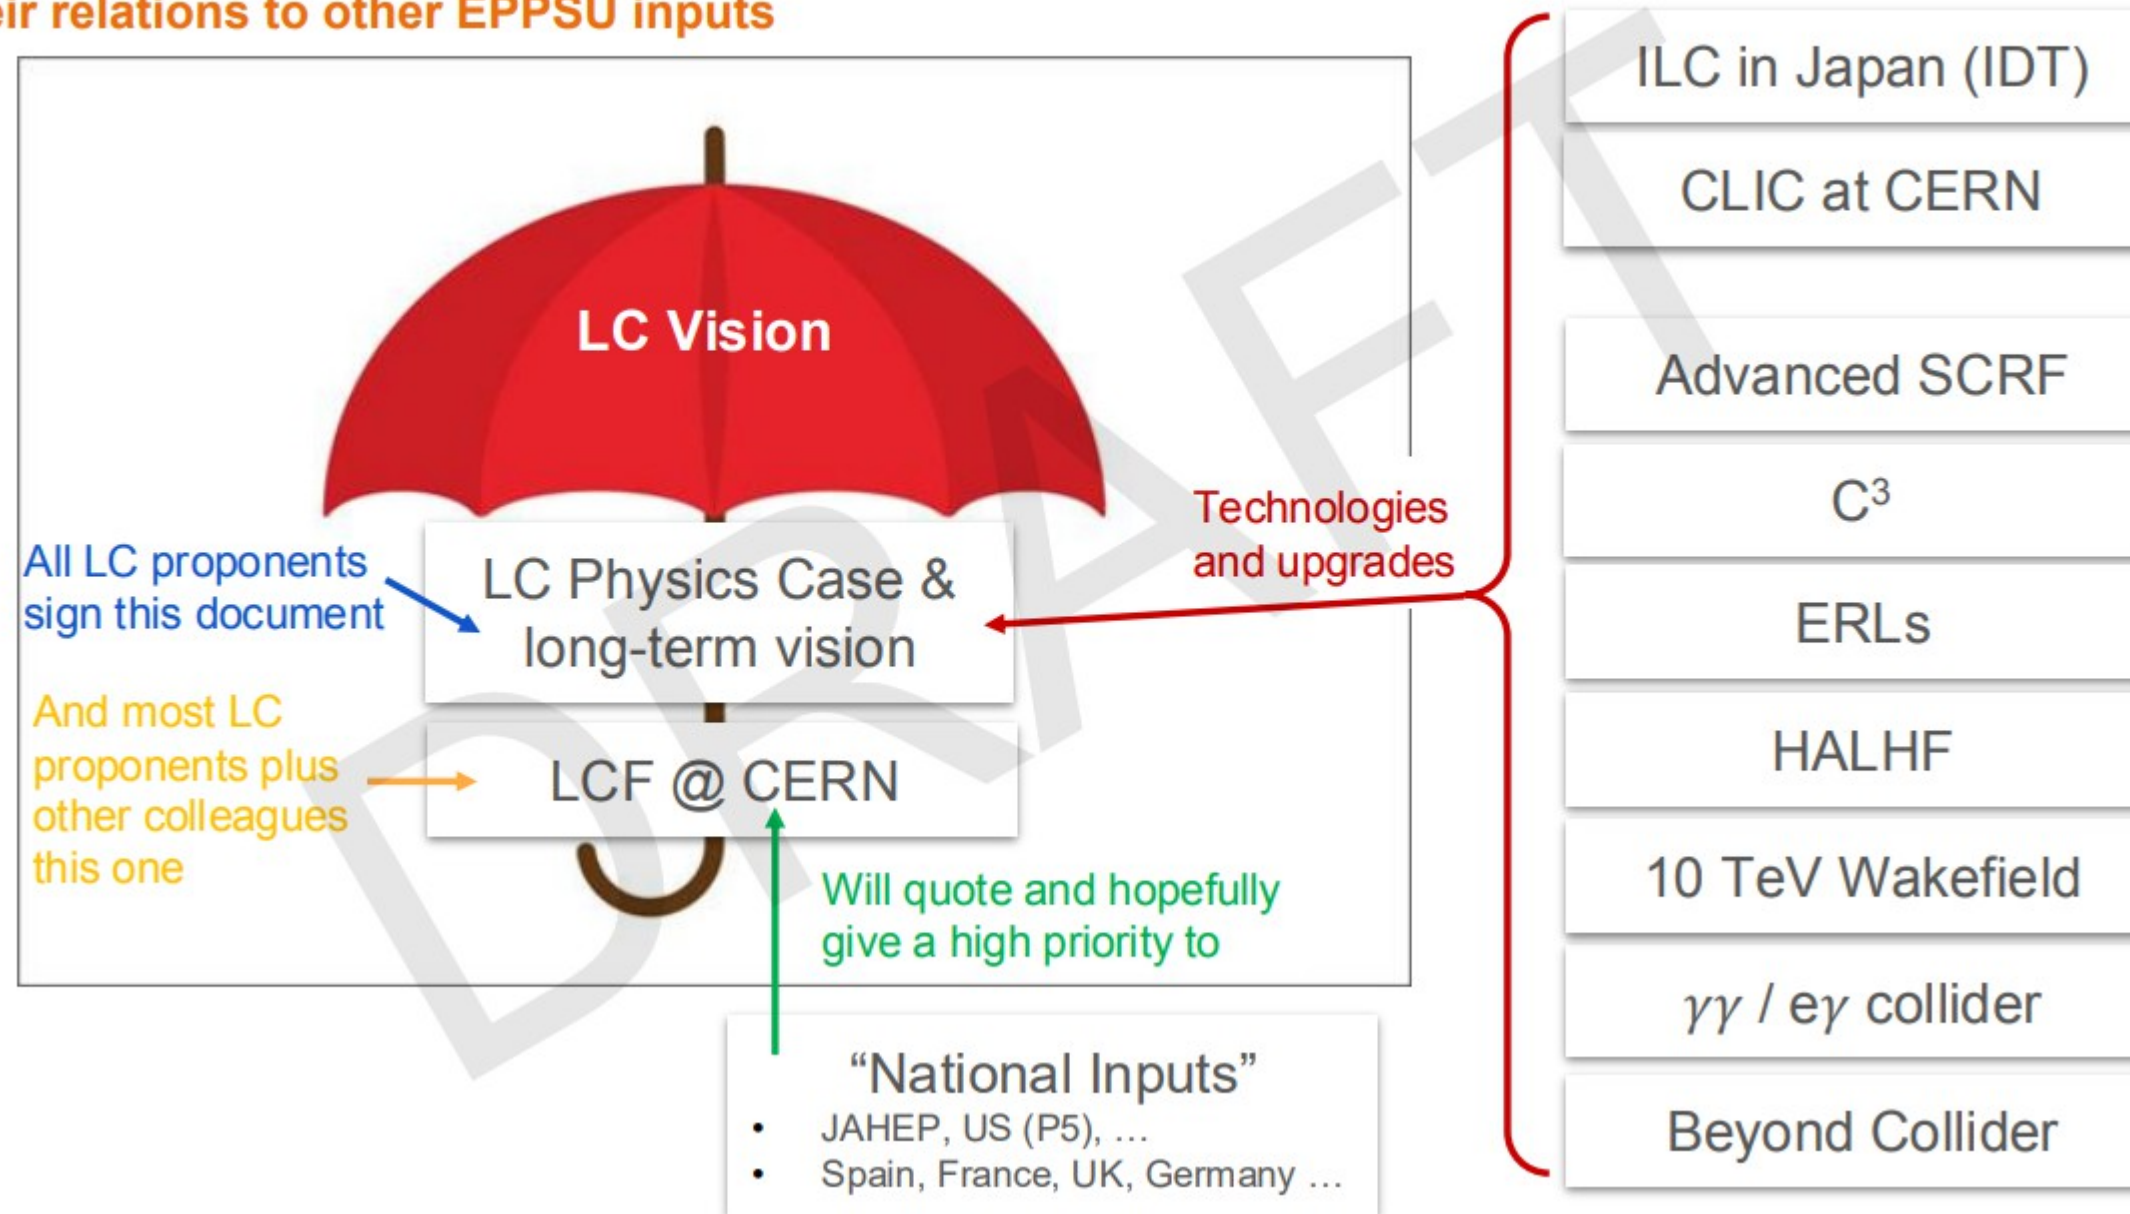 eir relations to other EPPSU inputs
LC Vision
All LC proponents
sign this document
LC Physics Case &
long-term vision
Technologies
and upgrades
And most LC
proponents plus
other colleagues
this one
LCF @ CERN
Will quote and hopefully
give a high priority to
“National Inputs”
• JAHEP, US (P5), …
• Spain, France, UK, Germany …
ILC in Japan (IDT)
CLIC at CERN
Advanced SCRF
C³
ERLs
HALHF
10 TeV Wakefield
γγ / eγ collider
Beyond Collider
DRAFT